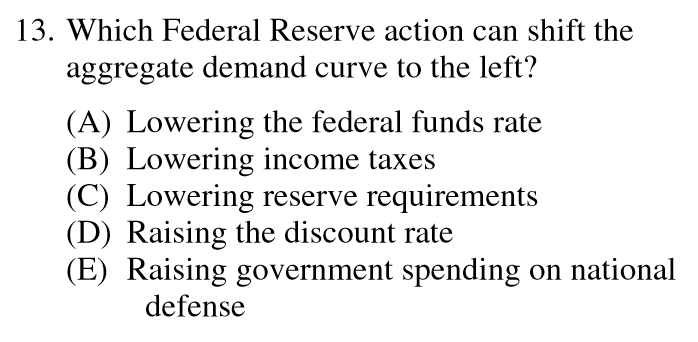 13. Which Federal Reserve action can shift the
aggregate demand curve to the left?
(A) Lowering the federal funds rate
(B) Lowering income taxes
(C) Lowering reserve requirements
(D) Raising the discount rate
(E) Raising government spending on national
defense